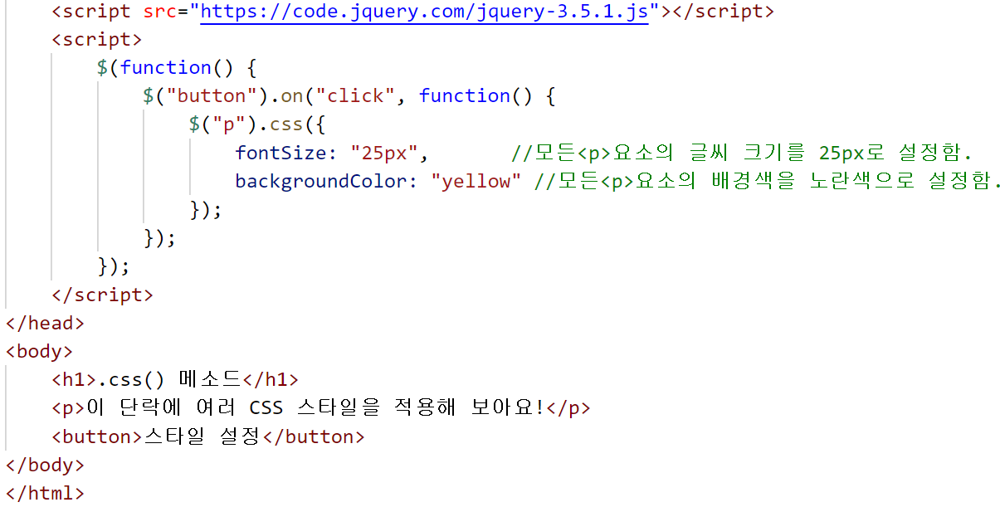 <script src="https://code.jquery.com/jquery-3.5.1.js"></script>
<script>
$(function() {
$("button").on("click", function() {
$("p").css({
fontSize: "25px", //모든<p>요소의 글씨 크기를 25px로 설정함.
backgroundColor: "yellow" //모든<p>요소의 배경색을 노란색으로 설정함.
});
});
});
</script>
</head>
<body>
<h1>.css() 메소드</h1>
<p>이 단락에 여러 CSS 스타일을 적용해 보아요!</p>
<button>스타일 설정</button>
</body>
</html>